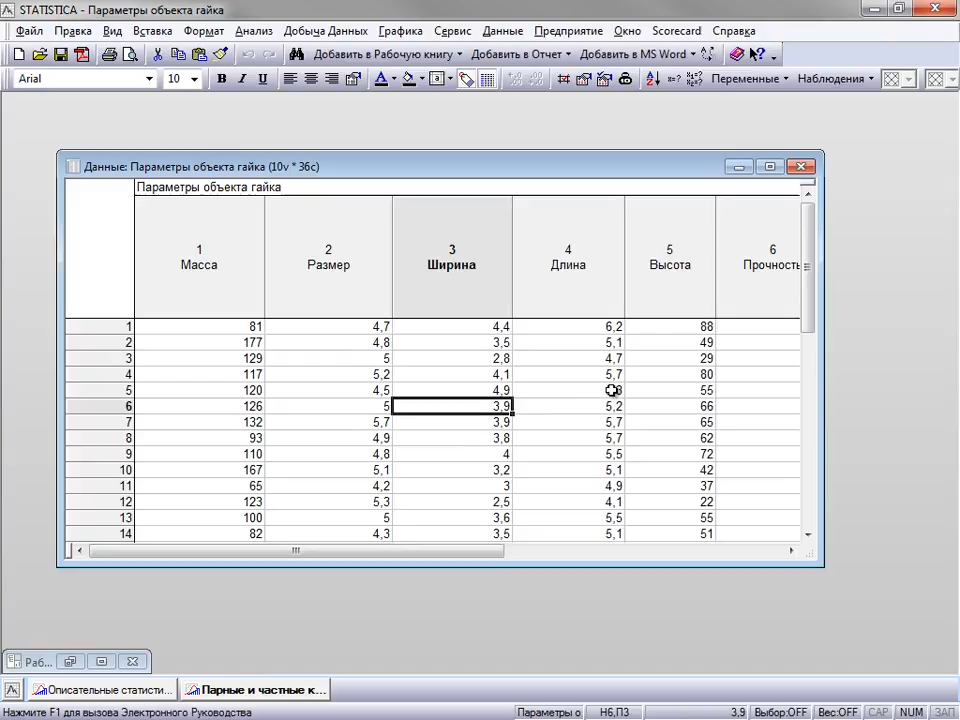 STATISTICA - Параметры объекта гайка
Файл Правка Вид Вставка Формат Анализ Добыча Данных Графика Сервис Данные Предприятие Окно Scorecard Справка
Добавить в Рабочую книгу Добавить в Отчет Добавить в MS Word
Arial 10 B I U Переменные Наблюдения
Данные: Параметры объекта гайка (10v * 36c)
Параметры объекта гайка
1 2 3 4 5 6
Масса Размер Ширина Длина Высота Прочность
1 81 4,7 4,4 6,2 88
2 177 4,8 3,5 5,1 49
3 129 5 2,8 4,7 29
4 117 5,2 4,1 5,7 80
5 120 4,5 4,9 55
6 126 5 3,9 5,2 66
7 132 5,7 3,9 5,7 65
8 93 4,9 3,8 5,7 62
9 110 4,8 4 5,5 72
10 167 5,1 3,2 5,1 42
11 65 4,2 3 4,9 37
12 123 5,3 2,5 4,1 22
13 100 5 3,6 5,5 55
14 82 4,3 3,5 5,1 51
Раб...
Описательные статисти... Парные и частные к...
Нажмите F1 для вызова Электронного Руководства Параметры о Н6,П3 3,9 Выбор:OFF Вес:OFF CAP NUM ЗАП